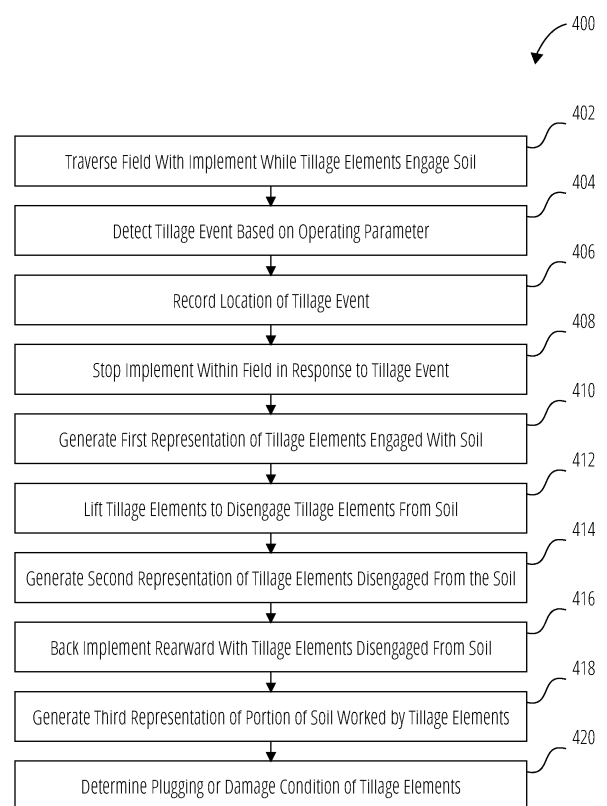 400
402
Traverse Field With Implement While Tillage Elements Engage Soil
404
Detect Tillage Event Based on Operating Parameter
406
Record Location of Tillage Event
408
Stop Implement Within Field in Response to Tillage Event
410
Generate First Representation of Tillage Elements Engaged With Soil
412
Lift Tillage Elements to Disengage Tillage Elements From Soil
414
Generate Second Representation of Tillage Elements Disengaged From the Soil
416
Back Implement Rearward With Tillage Elements Disengaged From Soil
418
Generate Third Representation of Portion of Soil Worked by Tillage Elements
420
Determine Plugging or Damage Condition of Tillage Elements